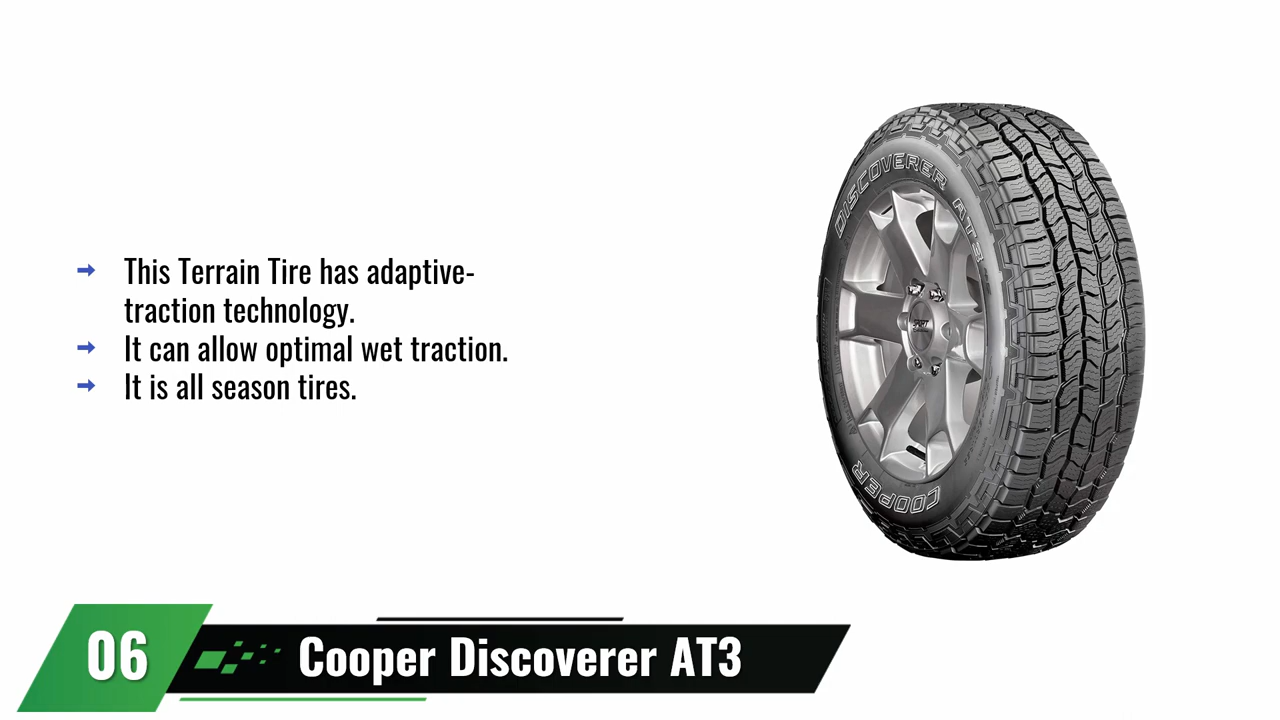 This Terrain Tire has adaptive-
traction technology.
It can allow optimal wet traction.
It is all season tires.
DISCOVERER AT3
COOPER
06
Cooper Discoverer AT3